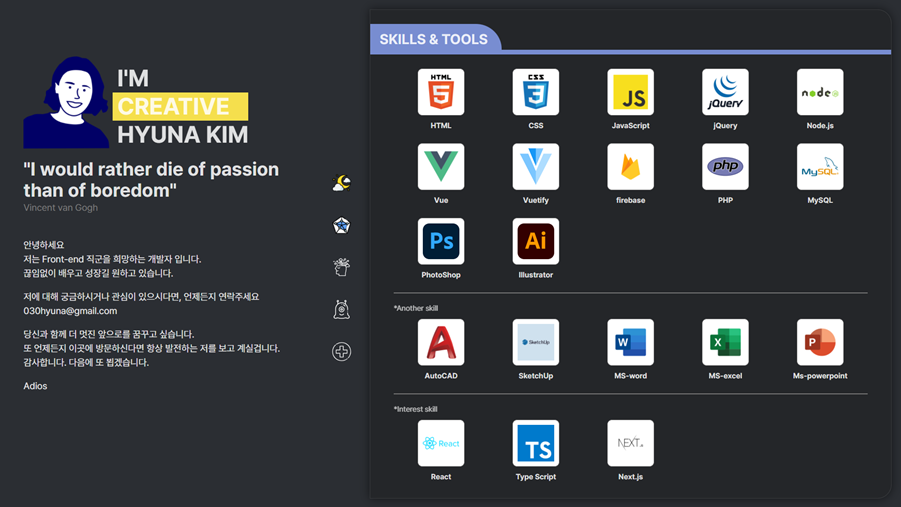 I'M
CREATIVE
HYUNA KIM
"I would rather die of passion
than of boredom"
Vincent van Gogh
안녕하세요
저는 Front-end 직군을 희망하는 개발자 입니다.
끊임없이 배우고 성장길 원하고 있습니다.
저에 대해 궁금하시거나 관심이 있으시다면, 언제든지 연락주세요
030hyuna@gmail.com
당신과 함께 더 멋진 앞으로를 꿈꾸고 싶습니다.
또 언제든지 이곳에 방문하신다면 항상 발전하는 저를 보고 계실겁니다.
감사합니다. 다음에 또 뵙겠습니다.
Adios
SKILLS & TOOLS
HTML
5
CSS
3
JS
jQuery
node
HTML
CSS
JavaScript
jQuery
Node.js
php
MySQL
Vue
Vuetify
firebase
PHP
MySQL
Ps
Ai
PhotoShop
Illustrator
*Another skill
A
SketchUp
W
X
P
AutoCAD
SketchUp
MS-word
MS-excel
Ms-powerpoint
*Interest skill
React
TS
NEXT.JS
React
Type Script
Next.js